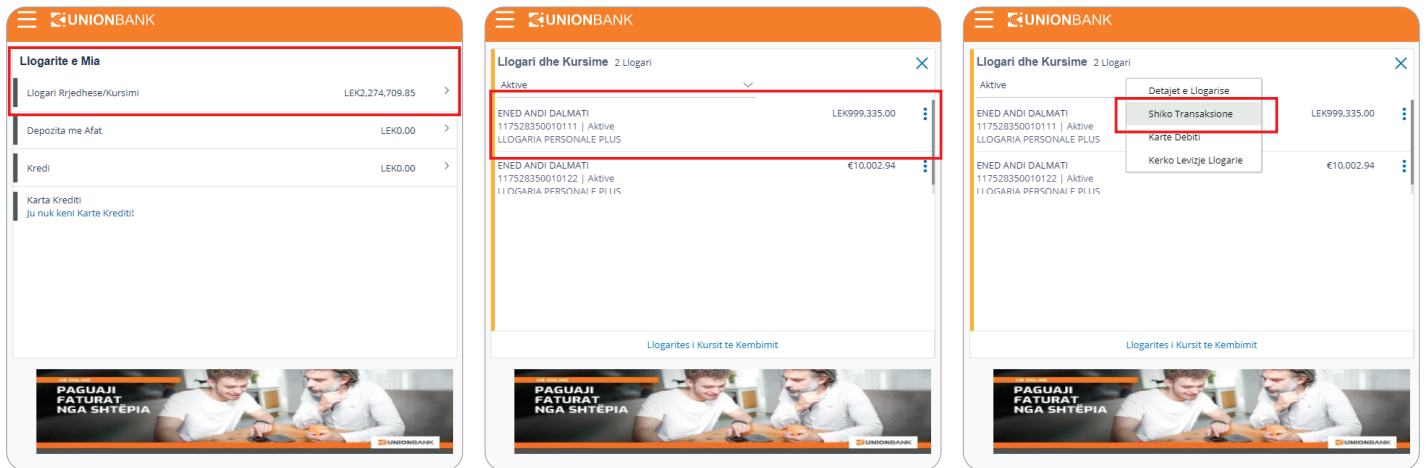 UNIONBANK
Llogarite e Mia
Llogari Rrjedhese/Kursimi LEK2,274,709.85
Depozita me Afat LEK0.00
Kredi LEK0.00
Karta Krediti
Ju nuk keni Karte Krediti!
UB ONLINE
PAGUAJI
FATURAT
NGA SHTËPIA
UNIONBANK
UNIONBANK
Llogari dhe Kursime 2 Llogari
Aktive
ENED ANDI DALMATI LEK999,335.00
117528350010111 | Aktive
LLOGARIA PERSONALE PLUS
ENED ANDI DALMATI €10,002.94
117528350010122 | Aktive
LLOGARIA PERSONALE PLUS
Llogarites i Kursit te Kembimit
UB ONLINE
PAGUAJI
FATURAT
NGA SHTËPIA
UNIONBANK
UNIONBANK
Llogari dhe Kursime 2 Llogari
Aktive
Detajet e Llogarise
Shiko Transaksione
Karte Debiti
Kerko Levizje Llogarie
ENED ANDI DALMATI LEK999,335.00
117528350010111 | Aktive
LLOGARIA PERSONALE PLUS
ENED ANDI DALMATI €10,002.94
117528350010122 | Aktive
LLOGARIA PERSONALE PLUS
Llogarites i Kursit te Kembimit
UB ONLINE
PAGUAJI
FATURAT
NGA SHTËPIA
UNIONBANK